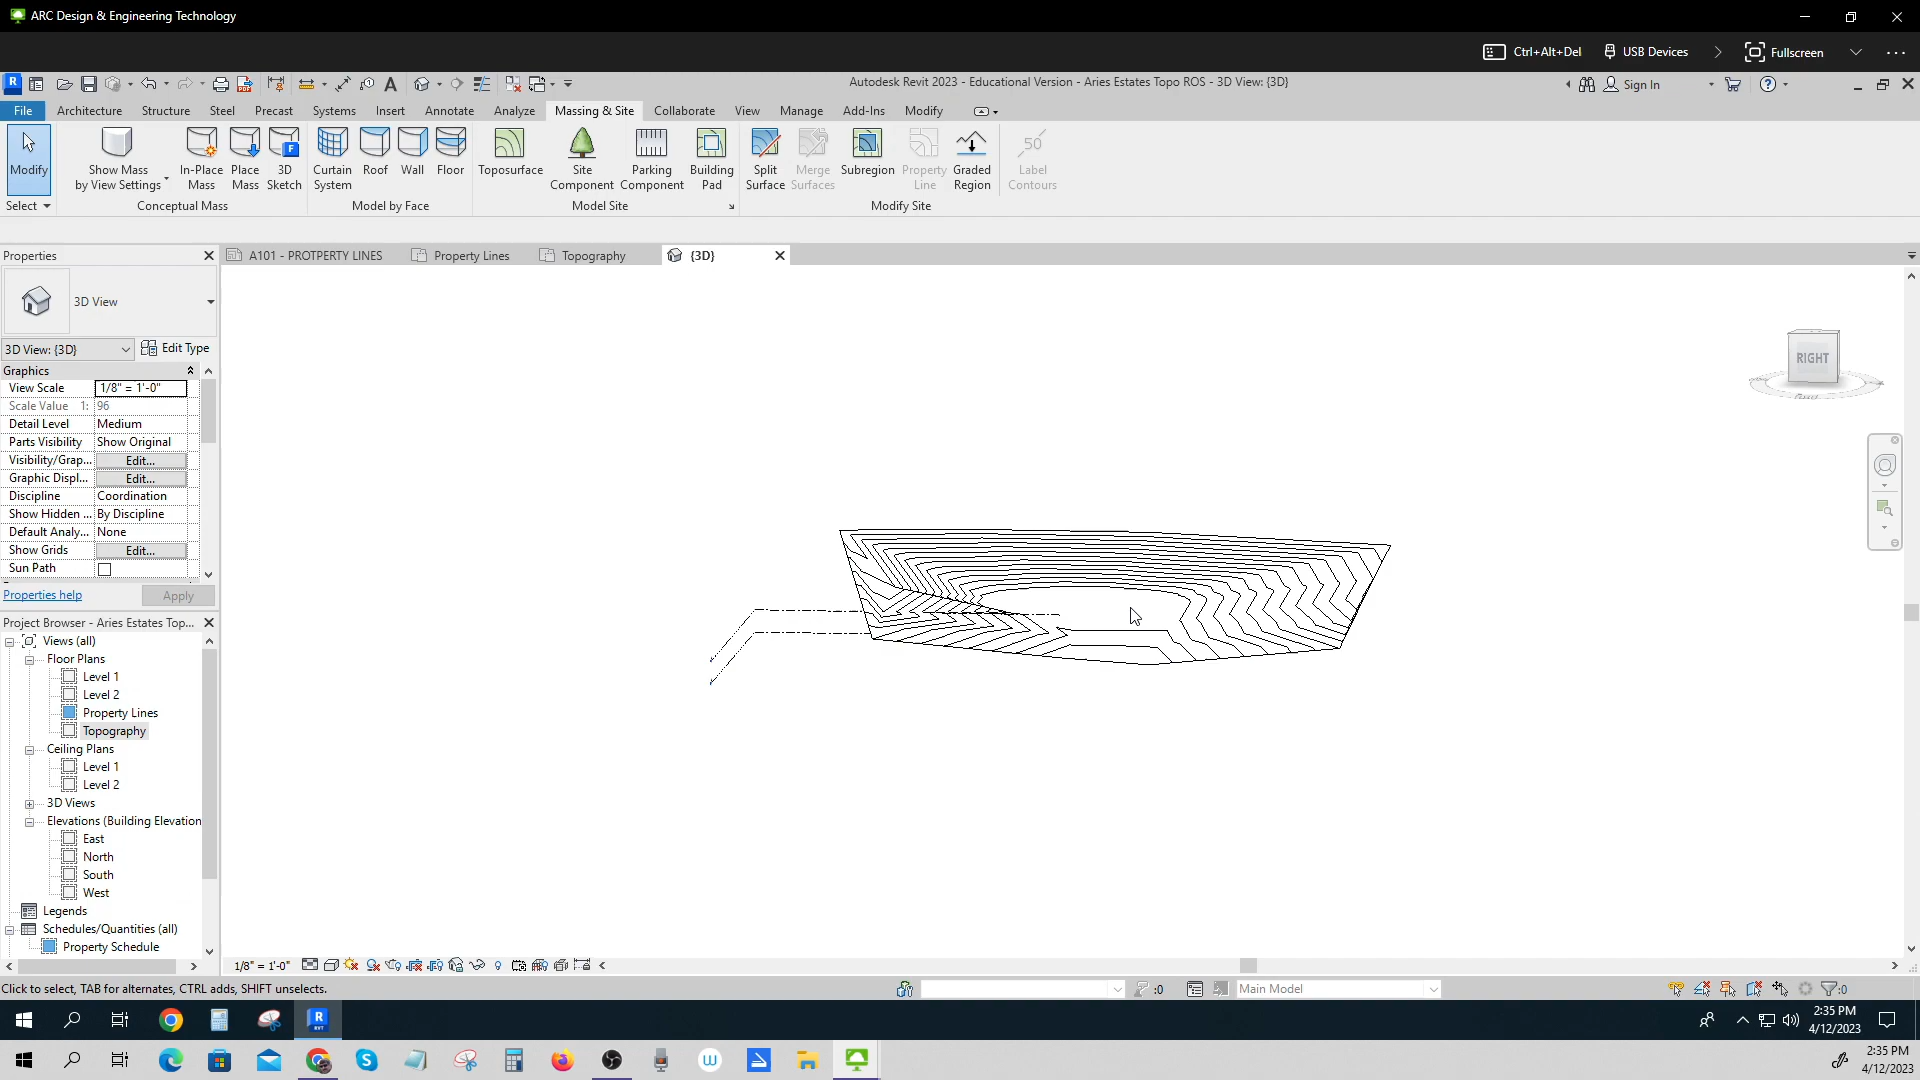 ARC Design & Engineering Technology
Ctrl+Alt+Del USB Devices Fullscreen
Autodesk Revit 2023 - Educational Version - Aries Estates Topo ROS - 3D View: {3D}
Sign In
File Architecture Structure Steel Precast Systems Insert Annotate Analyze Massing & Site Collaborate View Manage Add-Ins Modify
Modify
Show Mass
by View Settings
In-Place
Mass
Place
Mass
3D
Sketch
Curtain
System
Roof
Wall
Floor
Toposurface
Site
Component
Parking
Component
Building
Pad
Split
Surface
Merge
Surfaces
Subregion
Property
Line
Graded
Region
50
Label
Contours
Select Conceptual Mass Model by Face Model Site Modify Site
Properties
A101 - PROTPERTY LINES Property Lines Topography {3D}
3D View
3D View: {3D} Edit Type
Graphics
View Scale 1/8" = 1'-0"
Scale Value 1: 96
Detail Level Medium
Parts Visibility Show Original
Visibility/Grap... Edit...
Graphic Displ... Edit...
Discipline Coordination
Show Hidden ... By Discipline
Default Analy... None
Show Grids Edit...
Sun Path
Properties help Apply
RIGHT
Project Browser - Aries Estates Top...
Views (all)
Floor Plans
Level 1
Level 2
Property Lines
Topography
Ceiling Plans
Level 1
Level 2
3D Views
Elevations (Building Elevation
East
North
South
West
Legends
Schedules/Quantities (all)
Property Schedule
1/8" = 1'-0"
Click to select, TAB for alternates, CTRL adds, SHIFT unselects.
:0
Main Model
:0
2:35 PM
4/12/2023
2:35 PM
4/12/2023